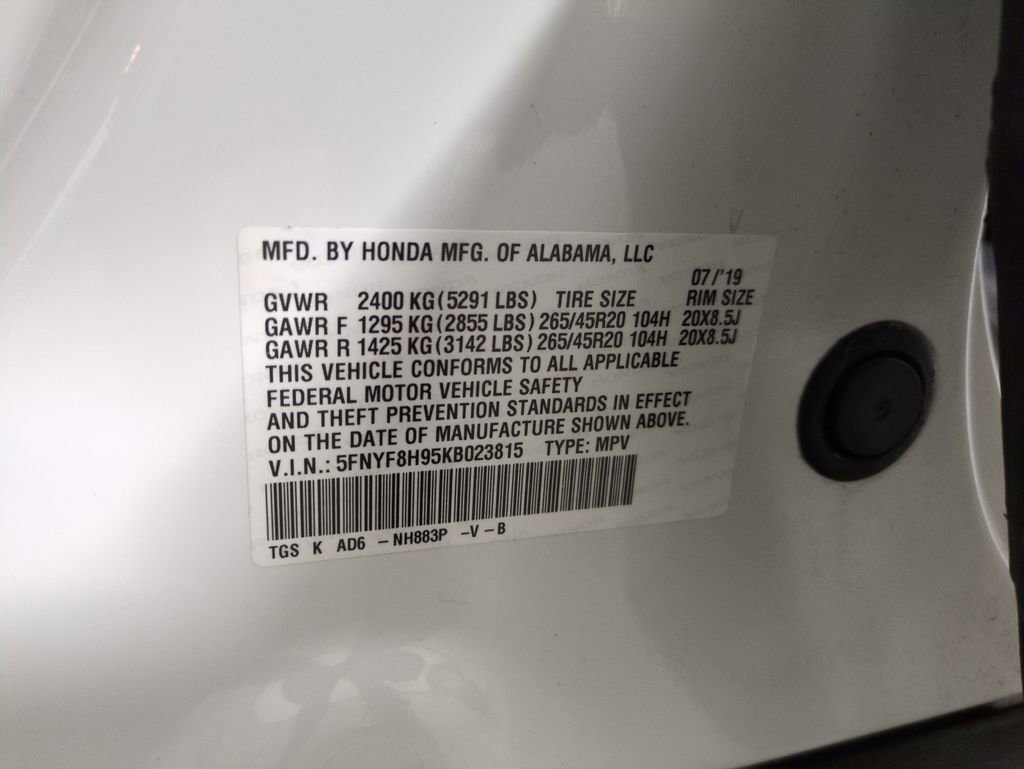 MFD. BY HONDA MFG. OF ALABAMA, LLC
07/'19
GVWR 2400 KG(5291 LBS) TIRE SIZE RIM SIZE
GAWR F 1295 KG(2855 LBS) 265/45R20 104H 20X8.5J
GAWR R 1425 KG(3142 LBS) 265/45R20 104H 20X8.5J
THIS VEHICLE CONFORMS TO ALL APPLICABLE
FEDERAL MOTOR VEHICLE SAFETY
AND THEFT PREVENTION STANDARDS IN EFFECT
ON THE DATE OF MANUFACTURE SHOWN ABOVE.
V.I.N.: 5FNYF8H95KB023815 TYPE: MPV
TGS K AD6 -NH883P -V-B